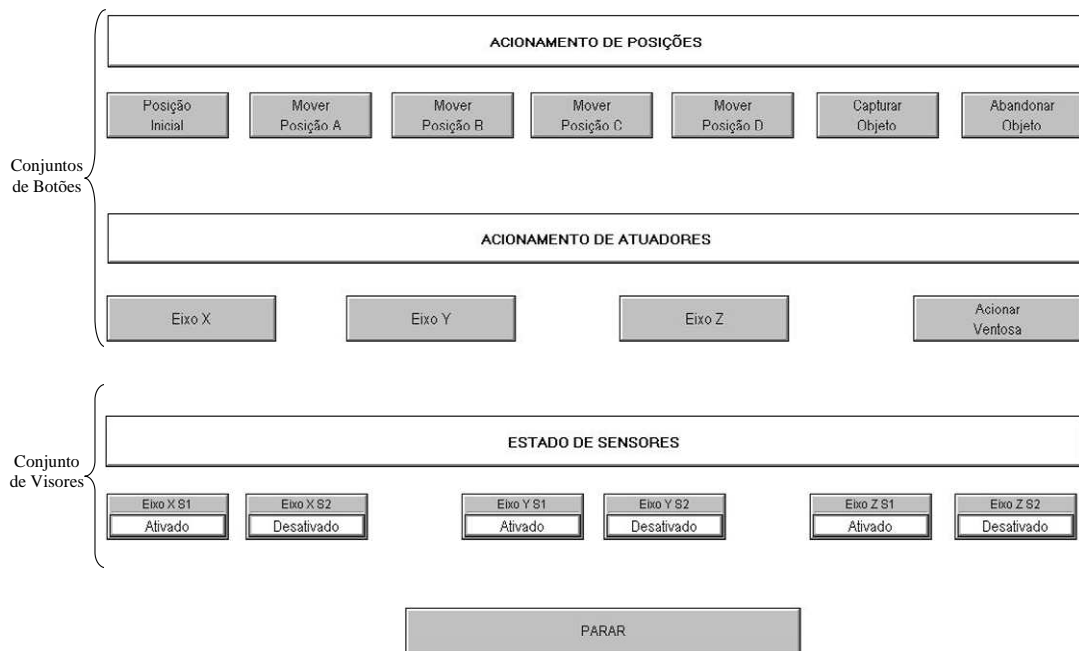 ACIONAMENTO DE POSIÇÕES
Posição
Inicial
Mover
Posição A
Mover
Posição B
Mover
Posição C
Mover
Posição D
Capturar
Objeto
Abandonar
Objeto
Conjuntos
de Botões
ACIONAMENTO DE ATUADORES
Eixo X
Eixo Y
Eixo Z
Acionar
Ventosa
Conjunto
de Visores
ESTADO DE SENSORES
Eixo X S1
Ativado
Eixo X S2
Desativado
Eixo Y S1
Ativado
Eixo Y S2
Desativado
Eixo Z S1
Ativado
Eixo Z S2
Desativado
PARAR